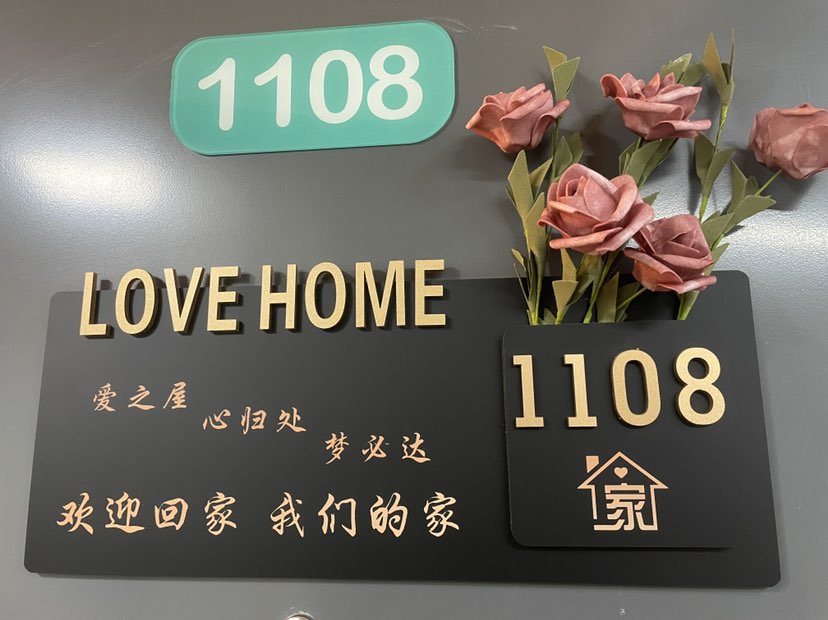 1108
LOVE HOME
1108
爱之屋
心归处
梦必达
欢迎回家 我们的家
家